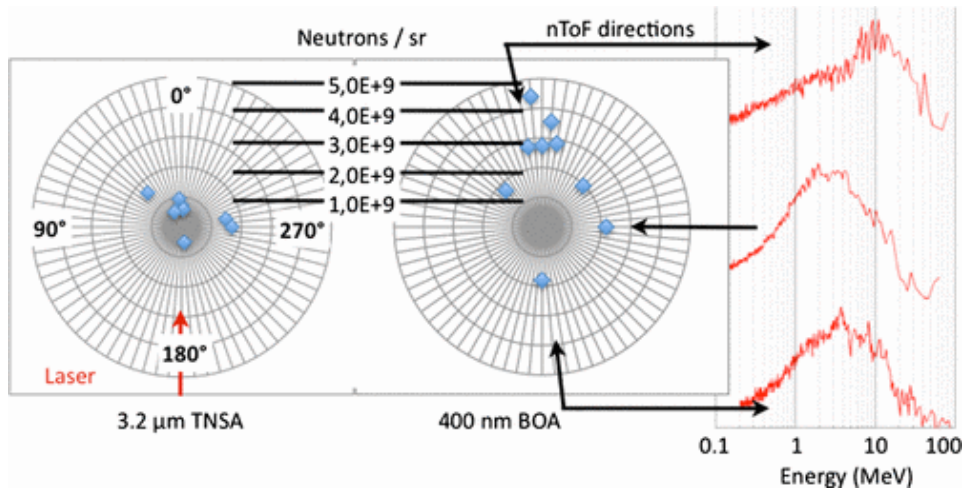 Neutrons / sr
nToF directions
5,0E+9
4,0E+9
3,0E+9
2,0E+9
1,0E+9
0°
90°
270°
180°
Laser
3.2 μm TNSA
400 nm BOA
0.1
1
10
100
Energy (MeV)